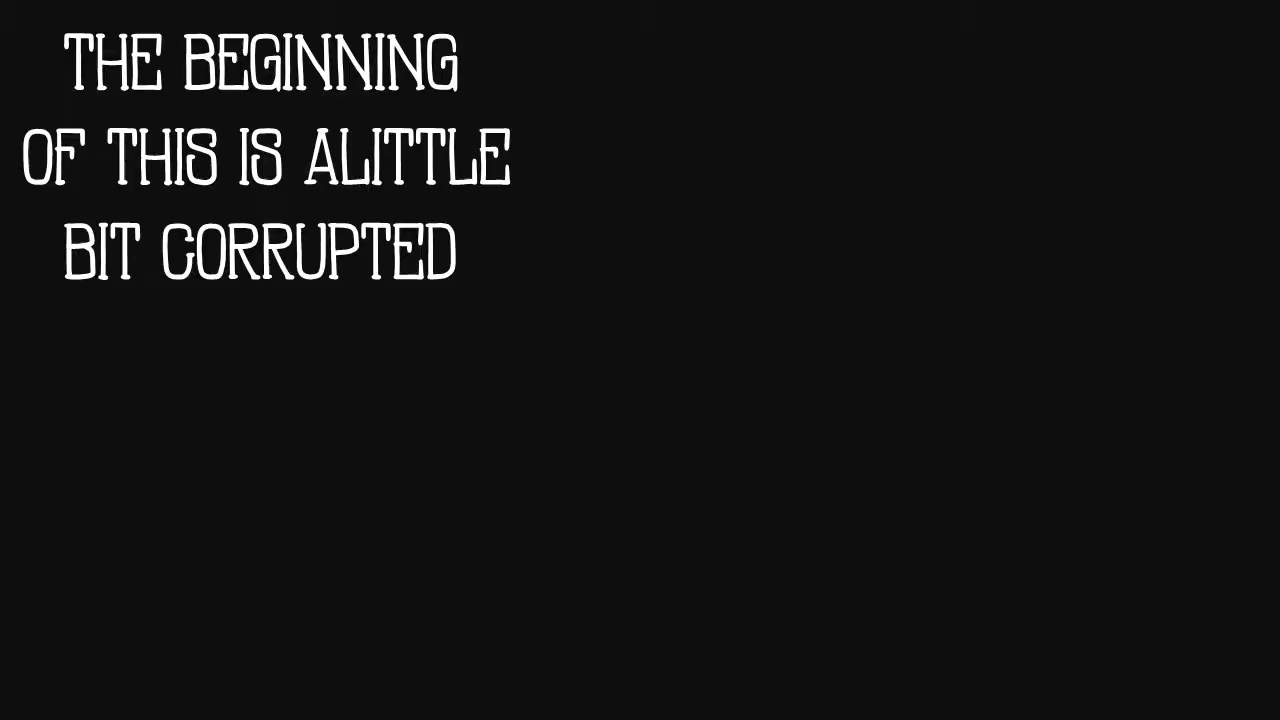 THE BEGINNING
OF THIS IS ALITTLE
BIT CORRUPTED